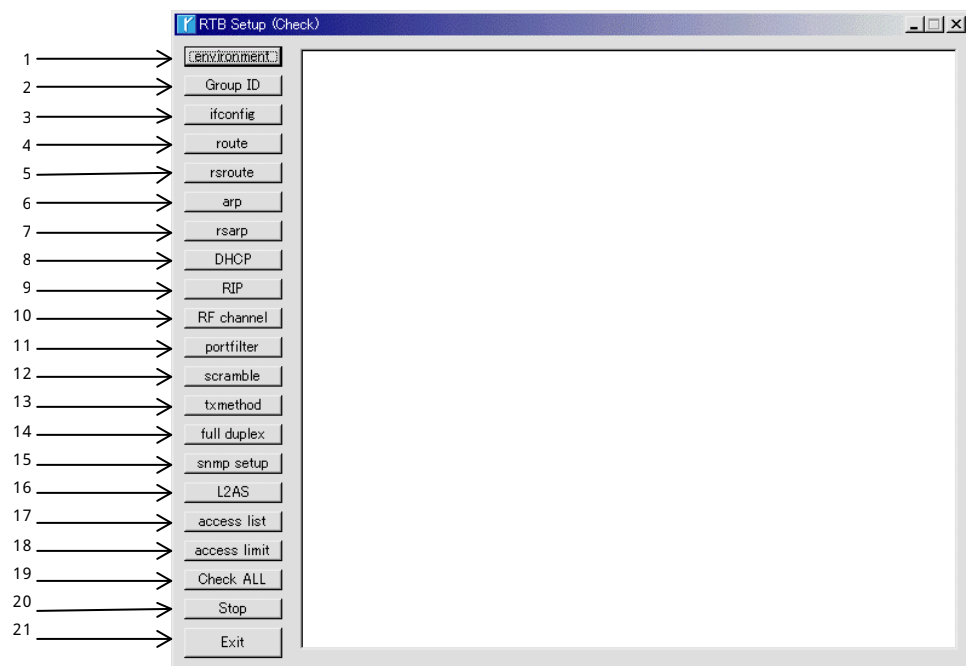 RTB Setup (Check)
1 environment
2 Group ID
3 ifconfig
4 route
5 rsroute
6 arp
7 rsarp
8 DHCP
9 RIP
10 RF channel
11 portfilter
12 scramble
13 txmethod
14 full duplex
15 snmp setup
16 L2AS
17 access list
18 access limit
19 Check ALL
20 Stop
21 Exit